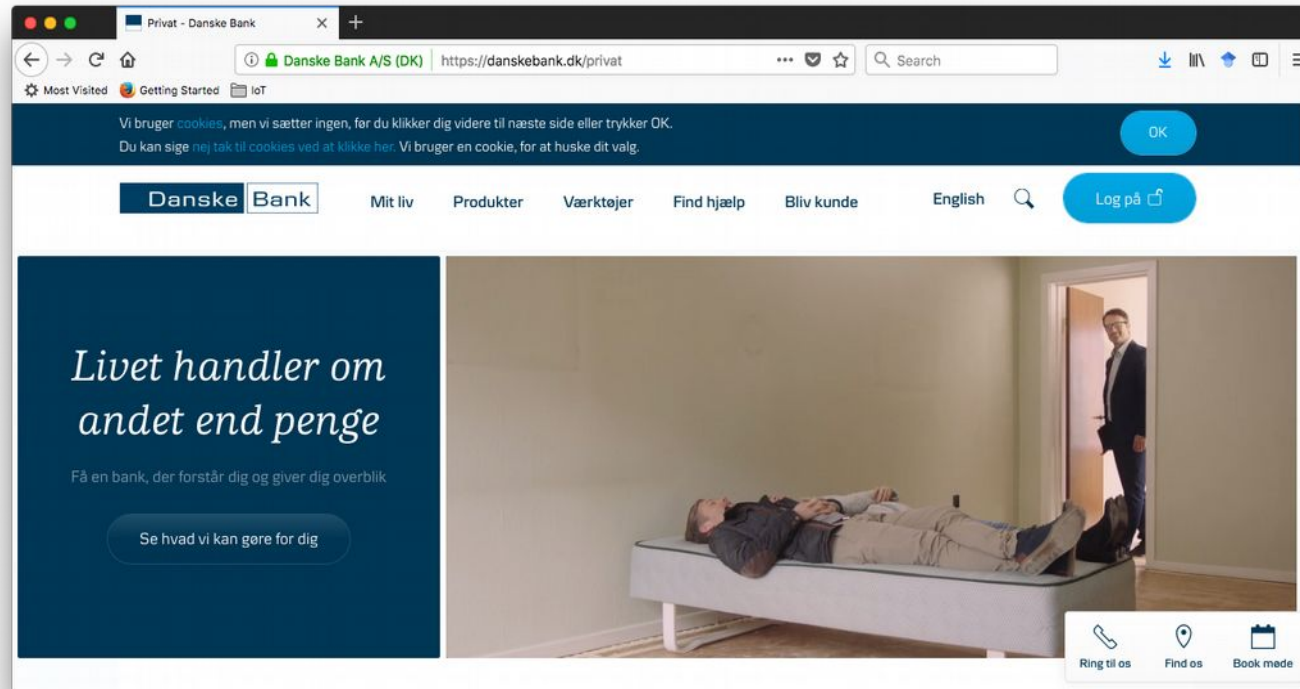 Privat - Danske Bank
Danske Bank A/S (DK) https://danskebank.dk/privat Search
Most Visited Getting Started IoT
Vi bruger cookies, men vi sætter ingen, før du klikker dig videre til næste side eller trykker OK.
Du kan sige nej tak til cookies ved at klikke her. Vi bruger en cookie, for at huske dit valg.
OK
Danske Bank Mit liv Produkter Værktøjer Find hjælp Bliv kunde English Log på
Livet handler om
andet end penge
Få en bank, der forstår dig og giver dig overblik
Se hvad vi kan gøre for dig
Ring til os Find os Book møde